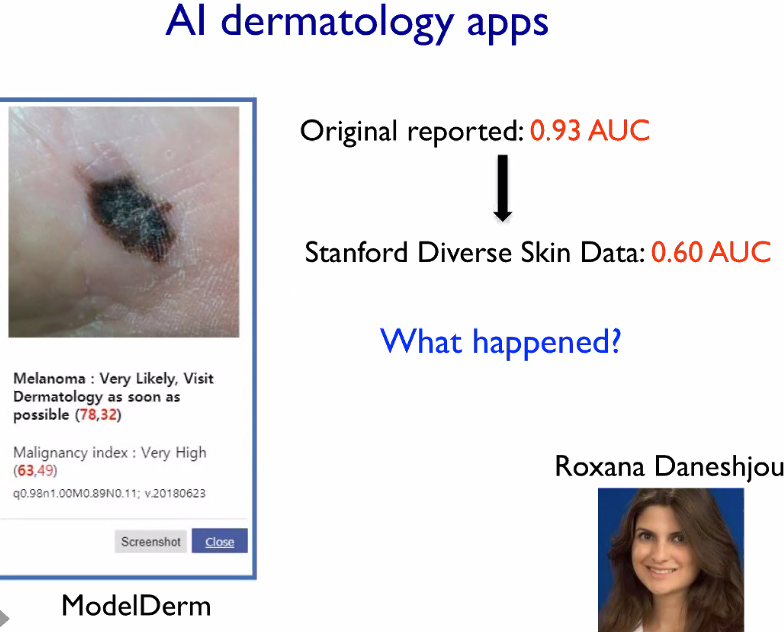 AI dermatology apps
Original reported: 0.93 AUC
Stanford Diverse Skin Data: 0.60 AUC
What happened?
Melanoma : Very Likely, Visit
Dermatology as soon as
possible (78,32)
Malignancy index : Very High
(63,49)
q0.98n1.00M0.89N0.11; v.20180623
Screenshot Close
ModelDerm
Roxana Daneshjou